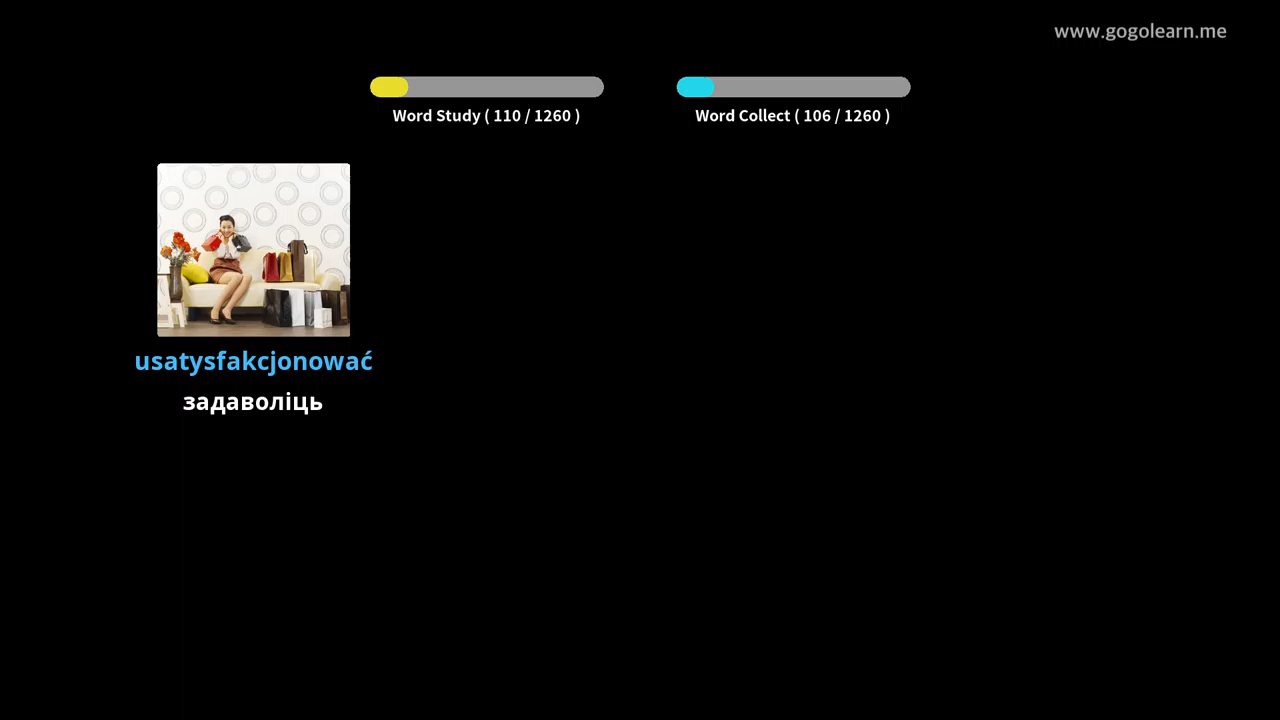 www.gogolearn.me
Word Study ( 110 / 1260 )
Word Collect ( 106 / 1260 )
usatysfakcjonować
задаволіць